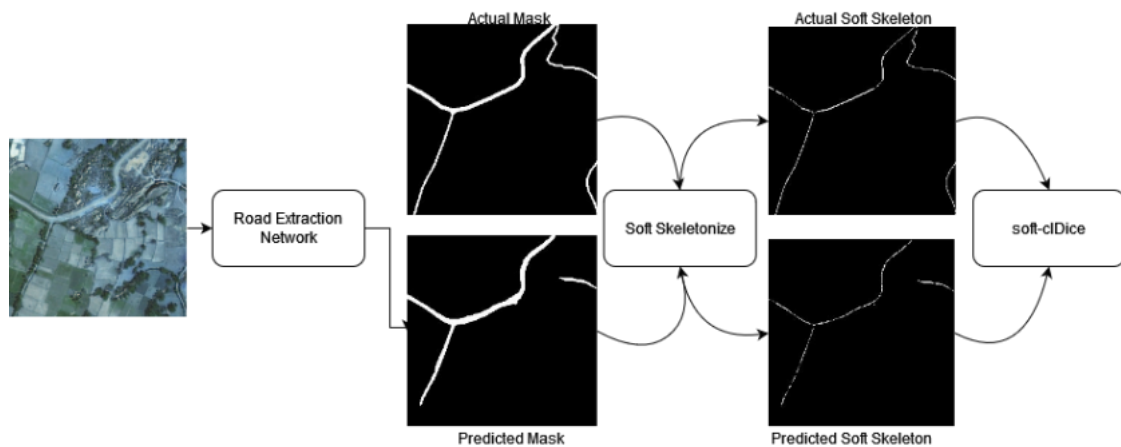 Actual Mask
Actual Soft Skeleton
Road Extraction
Network
Soft Skeletonize
soft-clDice
Predicted Mask
Predicted Soft Skeleton